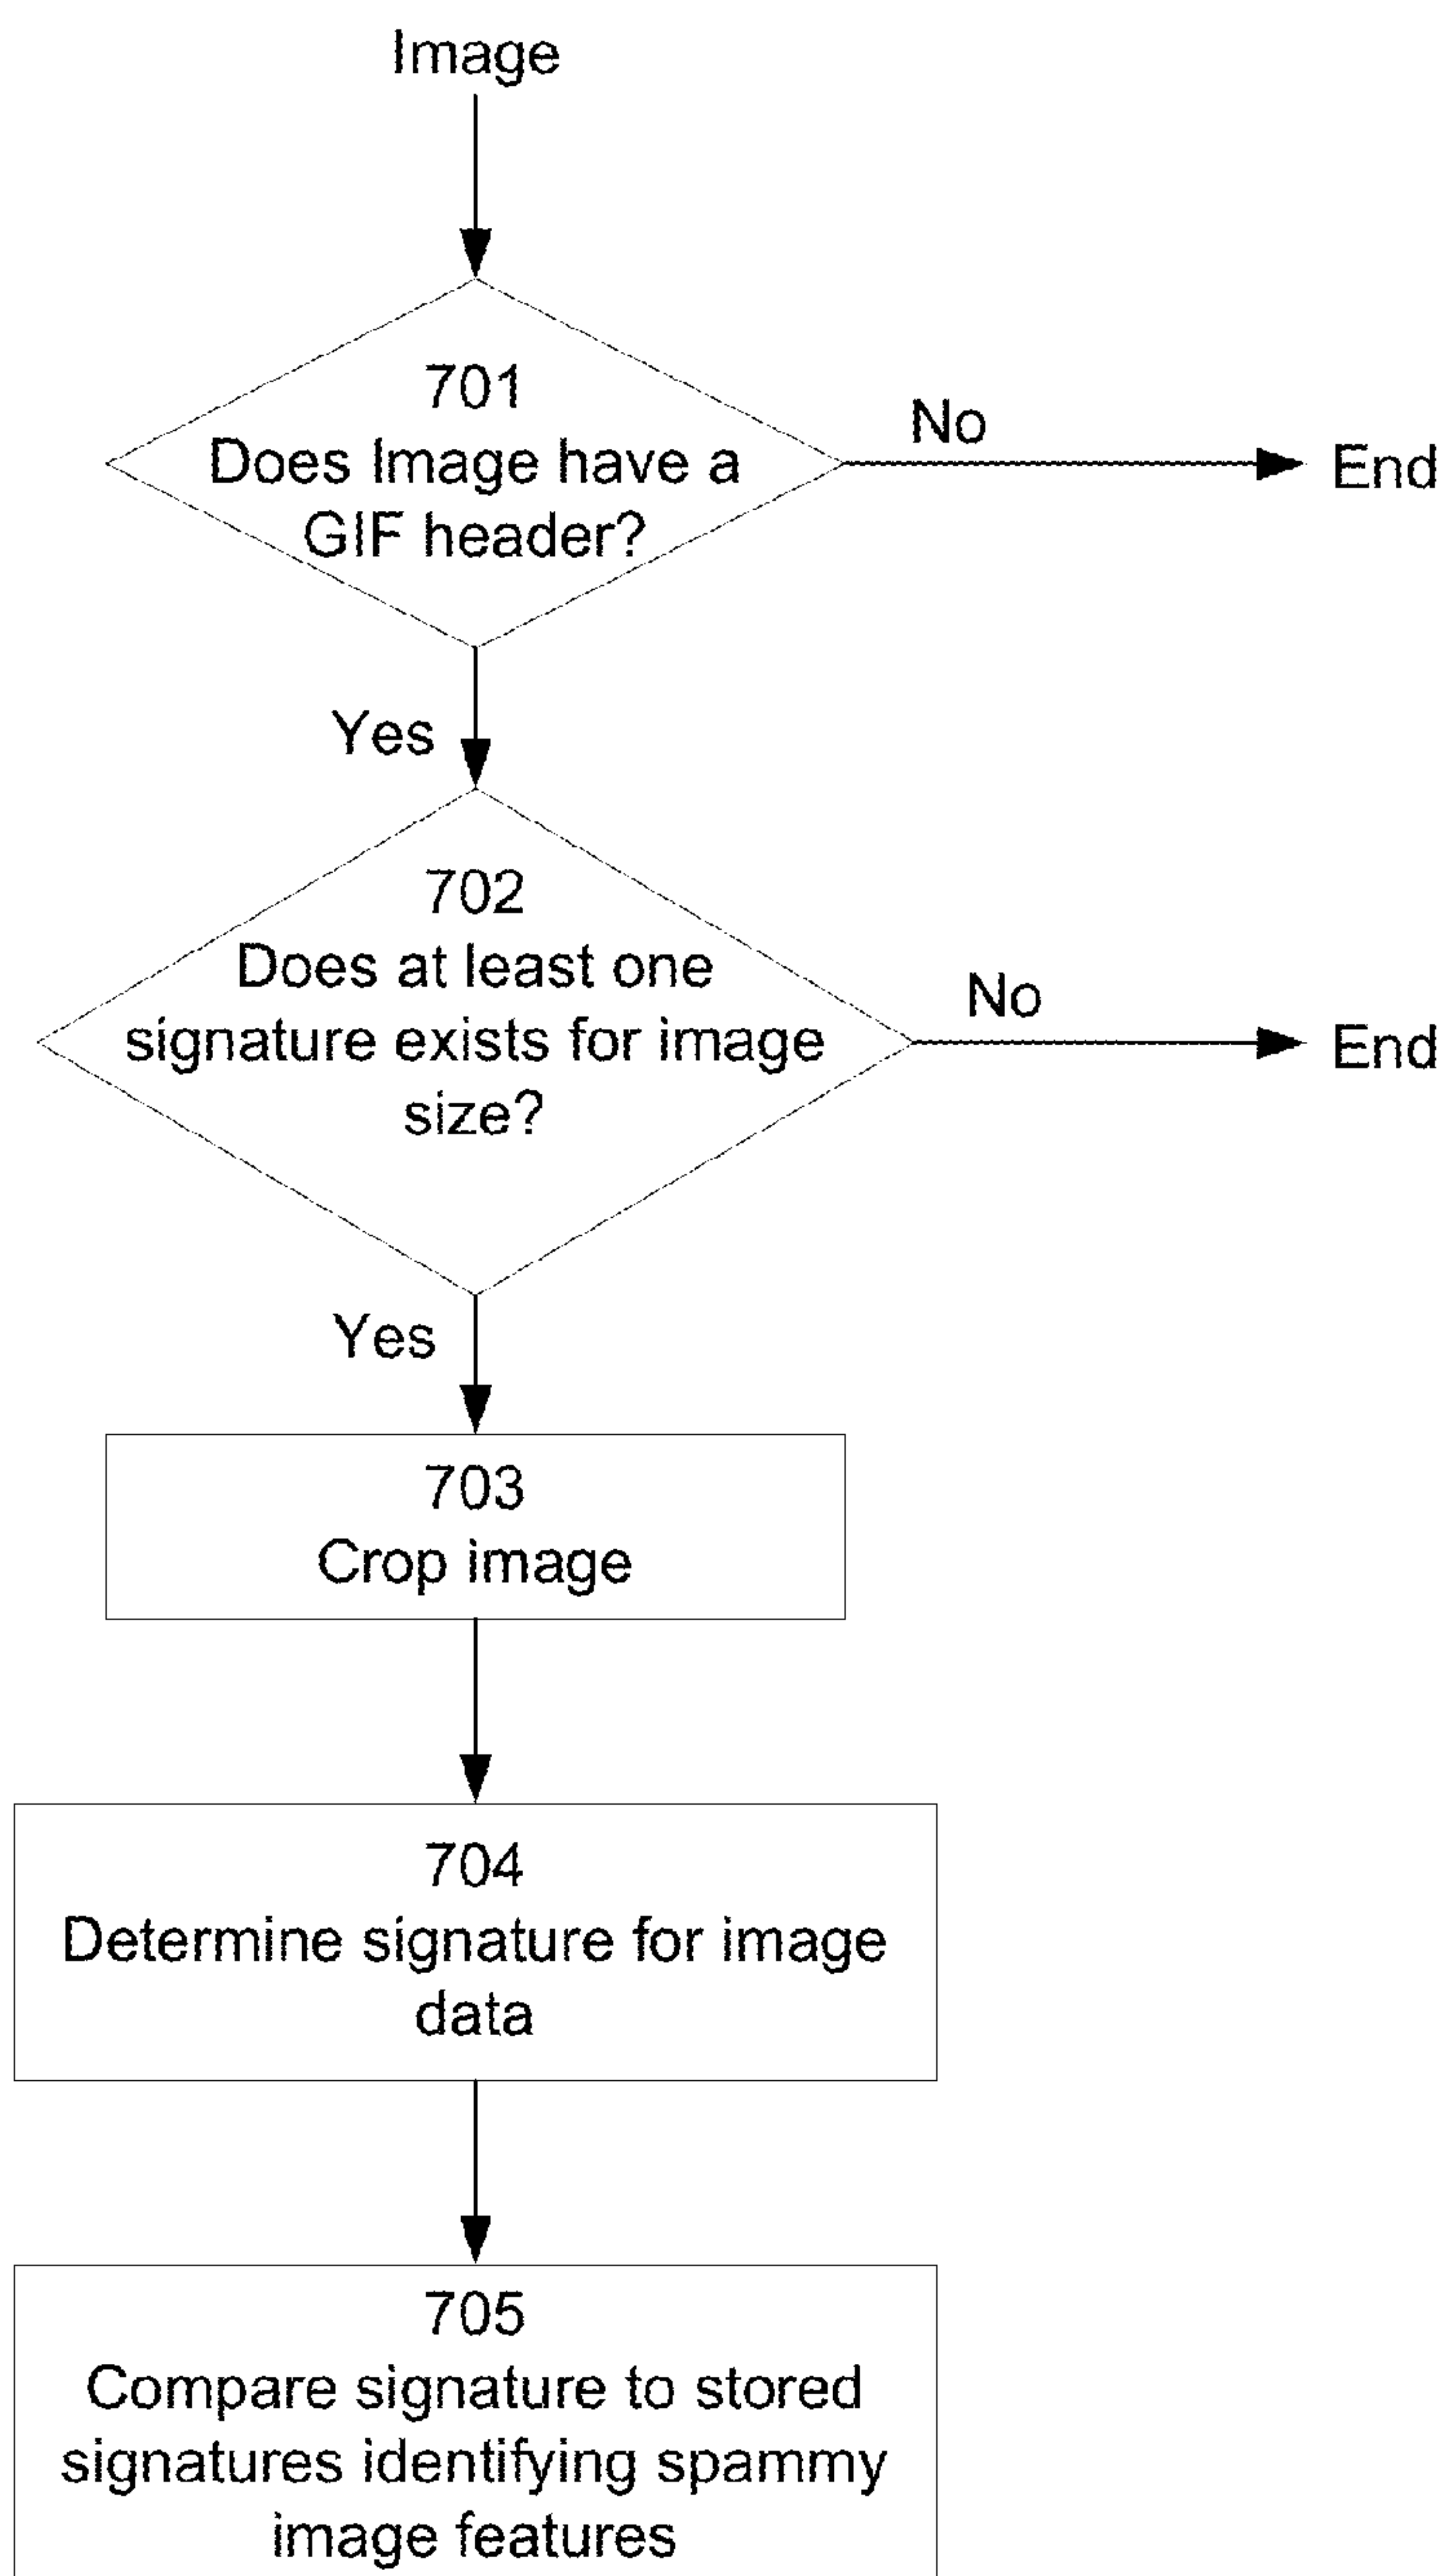 Image
701
Does Image have a
GIF header?
No
End
Yes
702
Does at least one
signature exists for image
size?
No
End
Yes
703
Crop image
704
Determine signature for image
data
705
Compare signature to stored
signatures identifying spammy
image features